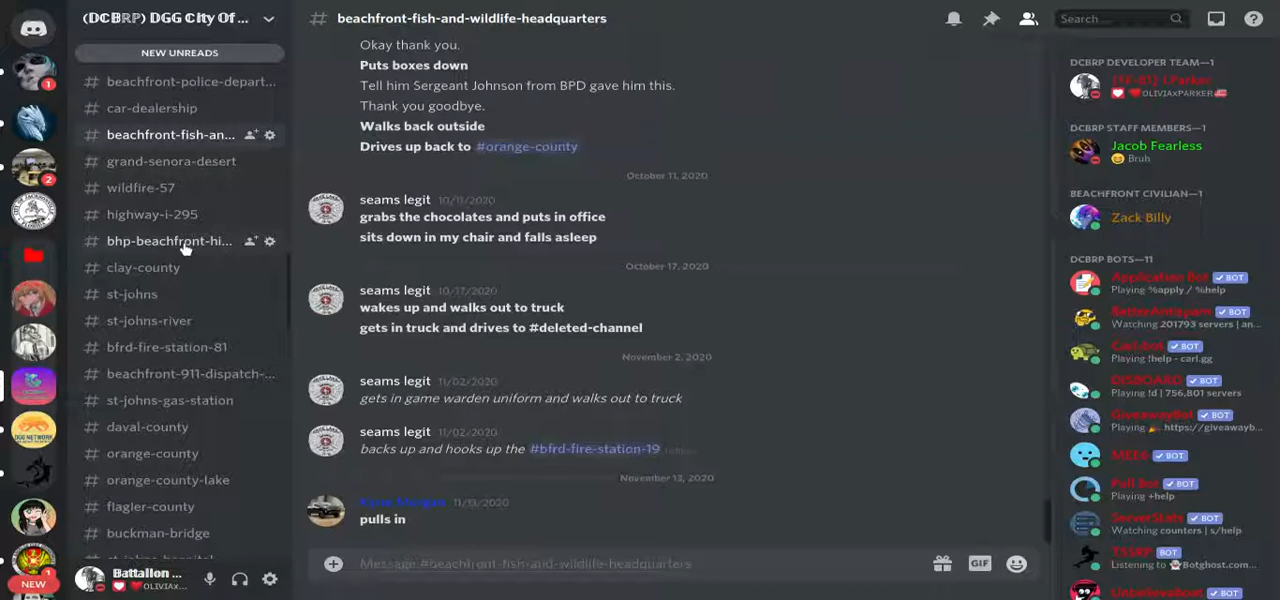 (DCBRP) DGG City Of ...
# beachfront-fish-and-wildlife-headquarters
Search...
NEW UNREADS
# beachfront-police-depart...
# car-dealership
# beachfront-fish-an...
# grand-senora-desert
# wildfire-57
# highway-i-295
# bhp-beachfront-hi...
# clay-county
# st-johns
# st-johns-river
# bfrd-fire-station-81
# beachfront-911-dispatch-...
# st-johns-gas-station
# daval-county
# orange-county
# orange-county-lake
# flagler-county
# buckman-bridge
# st-johns-hospital
1
2
1
NEW
Battalion ...
OLIVIAx...
Okay thank you.
Puts boxes down
Tell him Sergeant Johnson from BPD gave him this.
Thank you goodbye.
Walks back outside
Drives up back to #orange-county
October 11, 2020
seams legit 10/11/2020
grabs the chocolates and puts in office
sits down in my chair and falls asleep
October 17, 2020
seams legit 10/17/2020
wakes up and walks out to truck
gets in truck and drives to #deleted-channel
November 2, 2020
seams legit 11/02/2020
gets in game warden uniform and walks out to truck
seams legit 11/02/2020
backs up and hooks up the #bfrd-fire-station-19
November 13, 2020
Morgan 11/13/2020
pulls in
Message #beachfront-fish-and-wildlife-headquarters
GIF
DCBRP DEVELOPER TEAM—1
[FF-81] J.Parker
OLIVIAxPARKER
DCBRP STAFF MEMBERS—1
Jacob Fearless
Bruh
BEACHFRONT CIVILIAN—1
Zack Billy
DCBRP BOTS—11
Application Bot BOT
Playing %apply / %help
BetterAntispam BOT
Watching 201793 servers | an...
Carl-bot BOT
Playing !help - carl.gg
DISBOARD BOT
Playing !d | 756,801 servers
GiveawayBot BOT
Playing https://giveawayb...
MEE6 BOT
Poll Bot BOT
Playing +help
ServerStats BOT
Watching counters | s/help
TSSRP BOT
Listening to Botghost.com...
UnbelievaBoat BOT